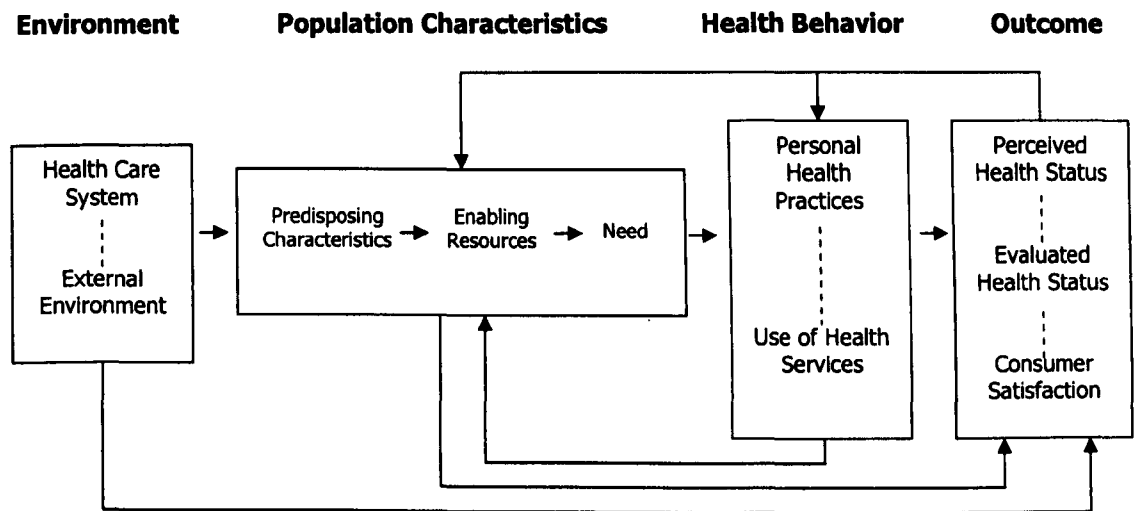 Environment
Population Characteristics
Health Behavior
Outcome
Health Care
System
External
Environment
Predisposing
Characteristics
Enabling
Resources
Need
Personal
Health
Practices
Use of Health
Services
Perceived
Health Status
Evaluated
Health Status
Consumer
Satisfaction